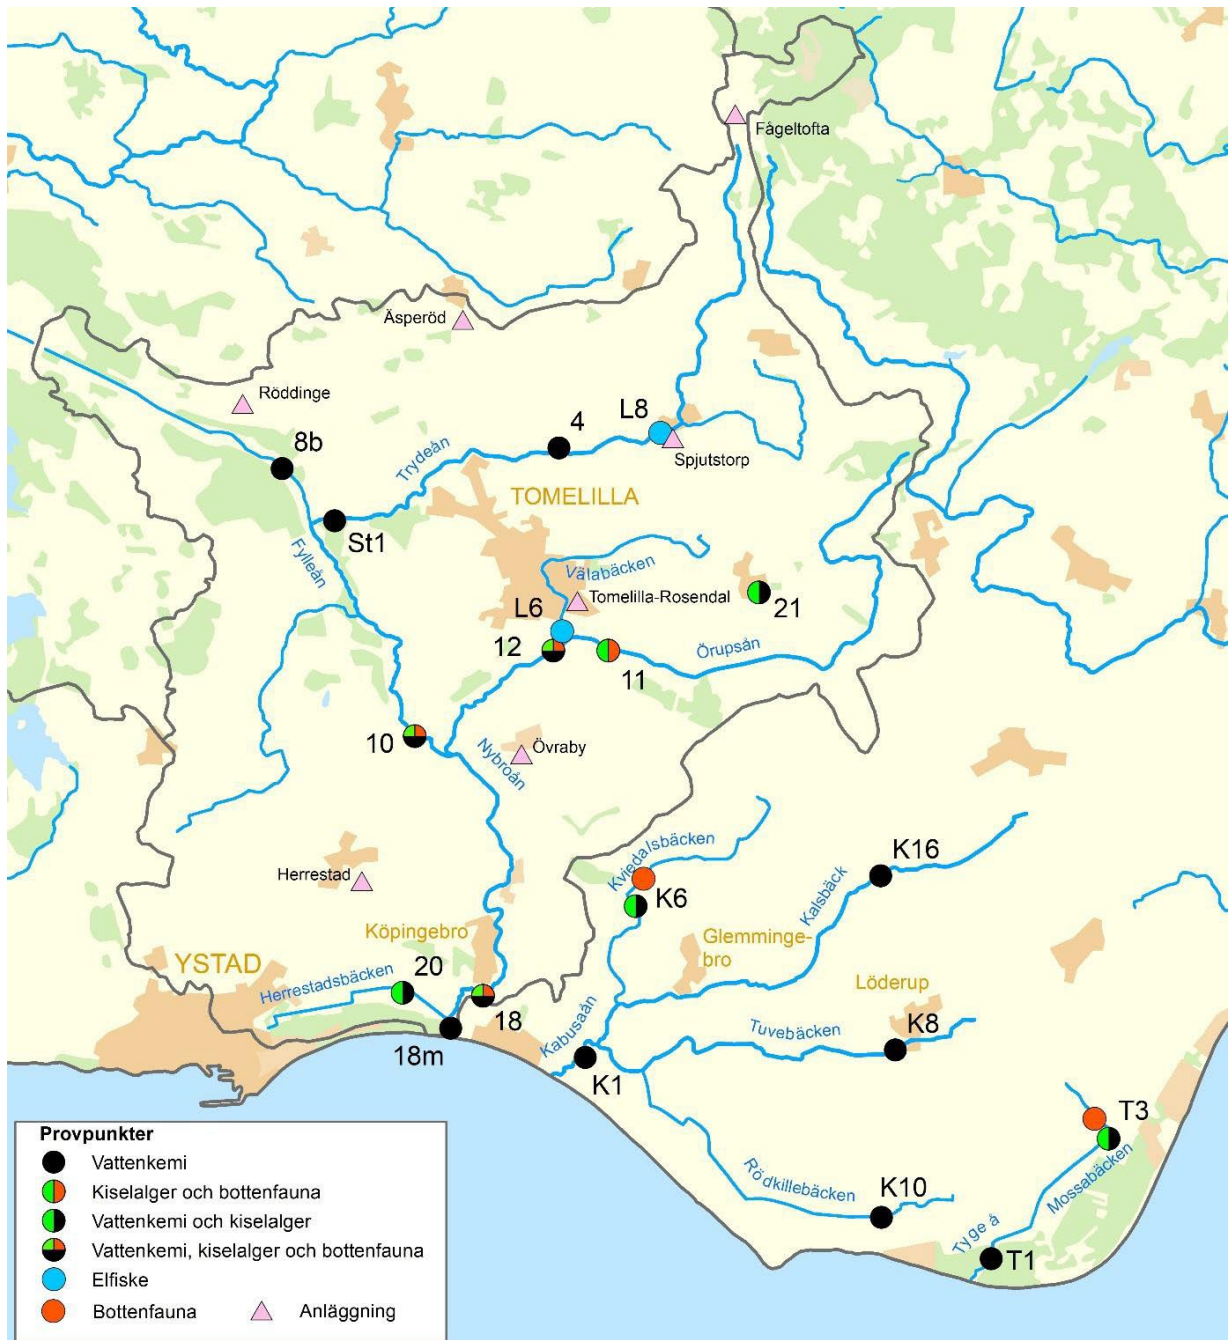 Fågeltofta
Äsperöd
Röddinge
8b
4
L8
Spjutstorp
Trydeån
TOMELILLA
St1
Fylleån
Välabäcken
Tomelilla-Rosendal
L6
21
12
11
Örupsån
10
Nybroån
Övraby
Herrestad
Kviedalsbäcken
K6
K16
Kalsbäck
Köpingebro
Glemminge-
bro
YSTAD
20
Herrestadsbäcken
18
18m
Kabusaån
K1
Löderup
K8
Tuvebäcken
T3
Mossabäcken
Rödkillebäcken
K10
Tyge å
T1
Provpunkter
Vattenkemi
Kiselalger och bottenfauna
Vattenkemi och kiselalger
Vattenkemi, kiselalger och bottenfauna
Elfiske
Bottenfauna
Anläggning